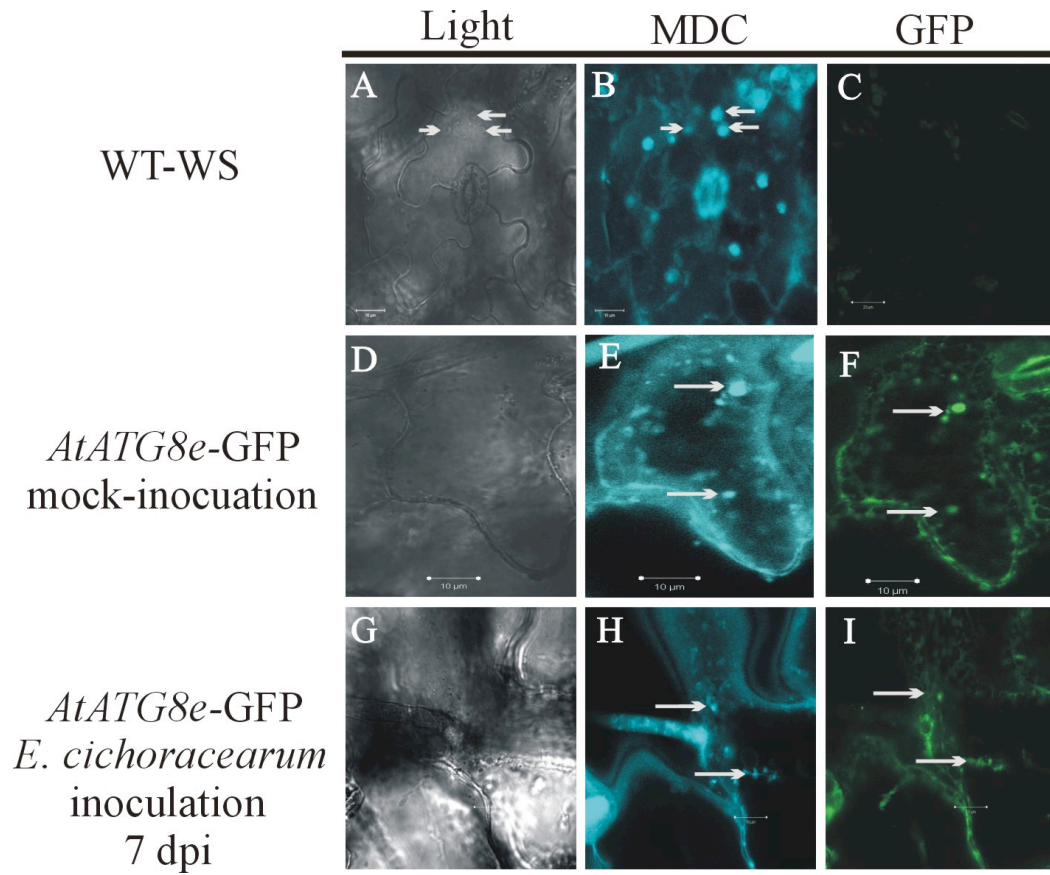 Light MDC GFP
WT-WS
A B C
AtATG8e-GFP
mock-inocuation
D E F
10 µm 10 µm 10 µm
AtATG8e-GFP
E. cichoracearum
inoculation
7 dpi
G H I